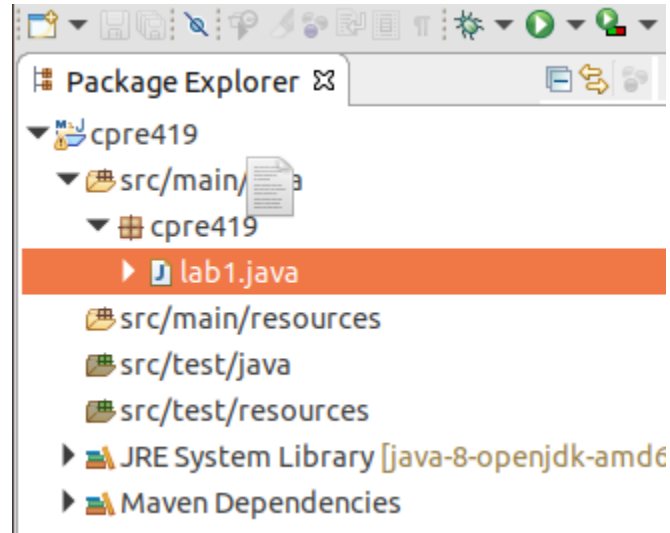 Package Explorer
cpre419
src/main/
cpre419
lab1.java
src/main/resources
src/test/java
src/test/resources
JRE System Library [java-8-openjdk-amd6
Maven Dependencies